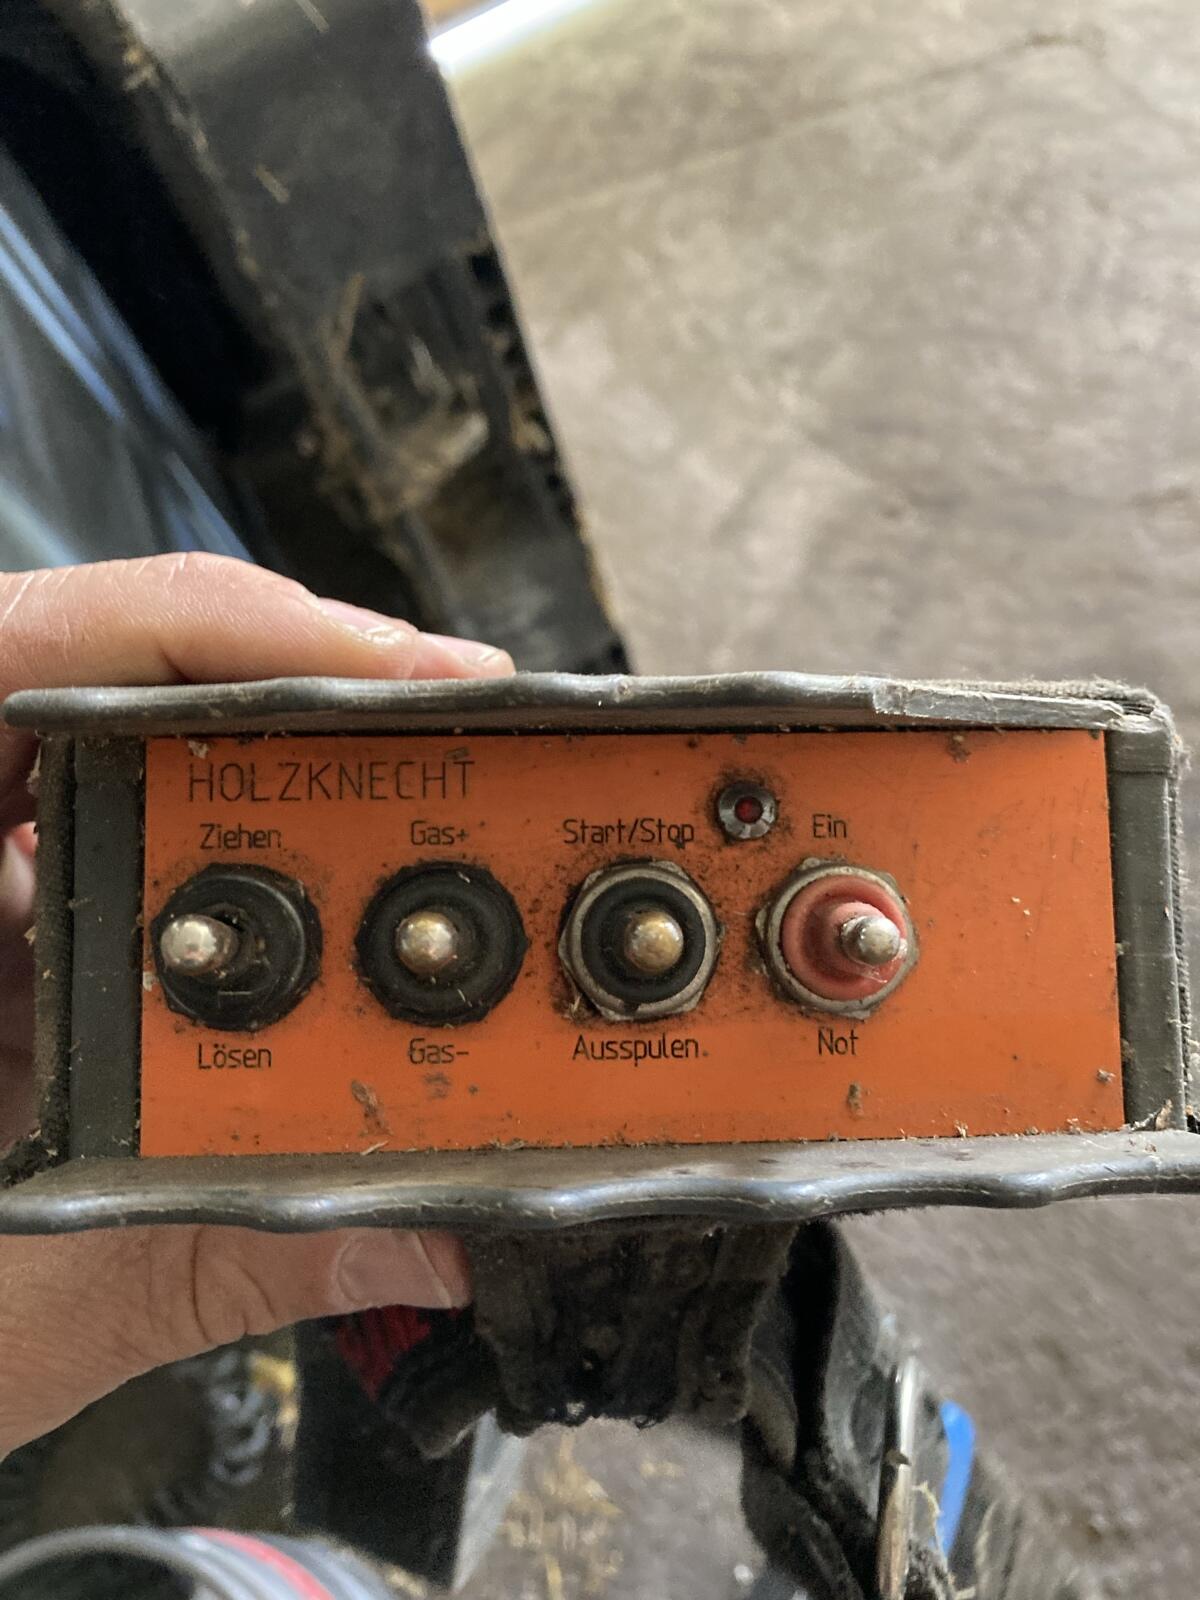 HOLZKNECHT
Ziehen Gas+ Start/Stop Ein
Lösen Gas- Ausspulen Not